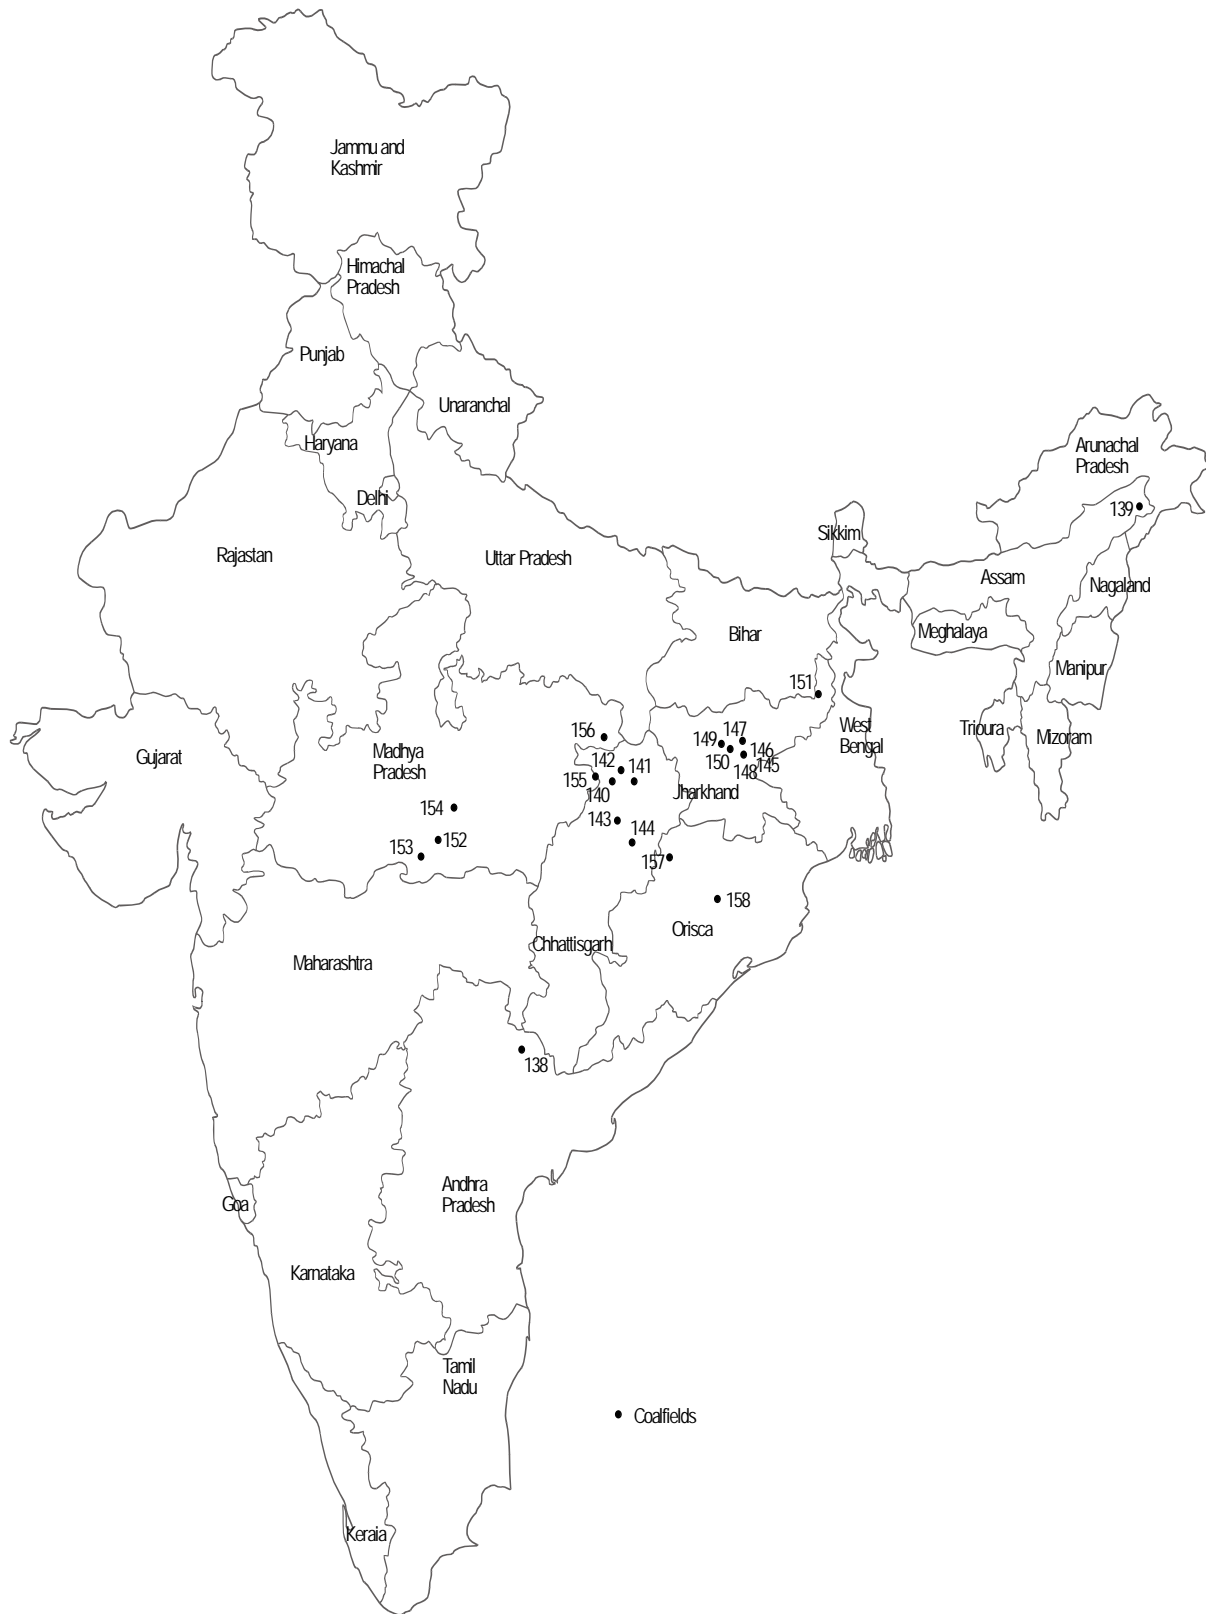 Jammu and
Kashmir
Himachal
Pradesh
Punjab
Unaranchal
Haryana
Arunachal
Pradesh
Delhi
139
Sikkim
Rajastan
Uttar Pradesh
Assam
Nagaland
Bihar
Meghalaya
Manipur
151
West
Bengal
Trioura
Mizoram
156
147
149
146
Gujarat
Madhya
Pradesh
142
141
150
145
148
155
140
Jharkhand
154
143
144
153
152
157
158
Orisca
Chhattisgarh
Maharashtra
138
Andhra
Pradesh
Goa
Karnataka
Tamil
Nadu
Coalfields
Keraia